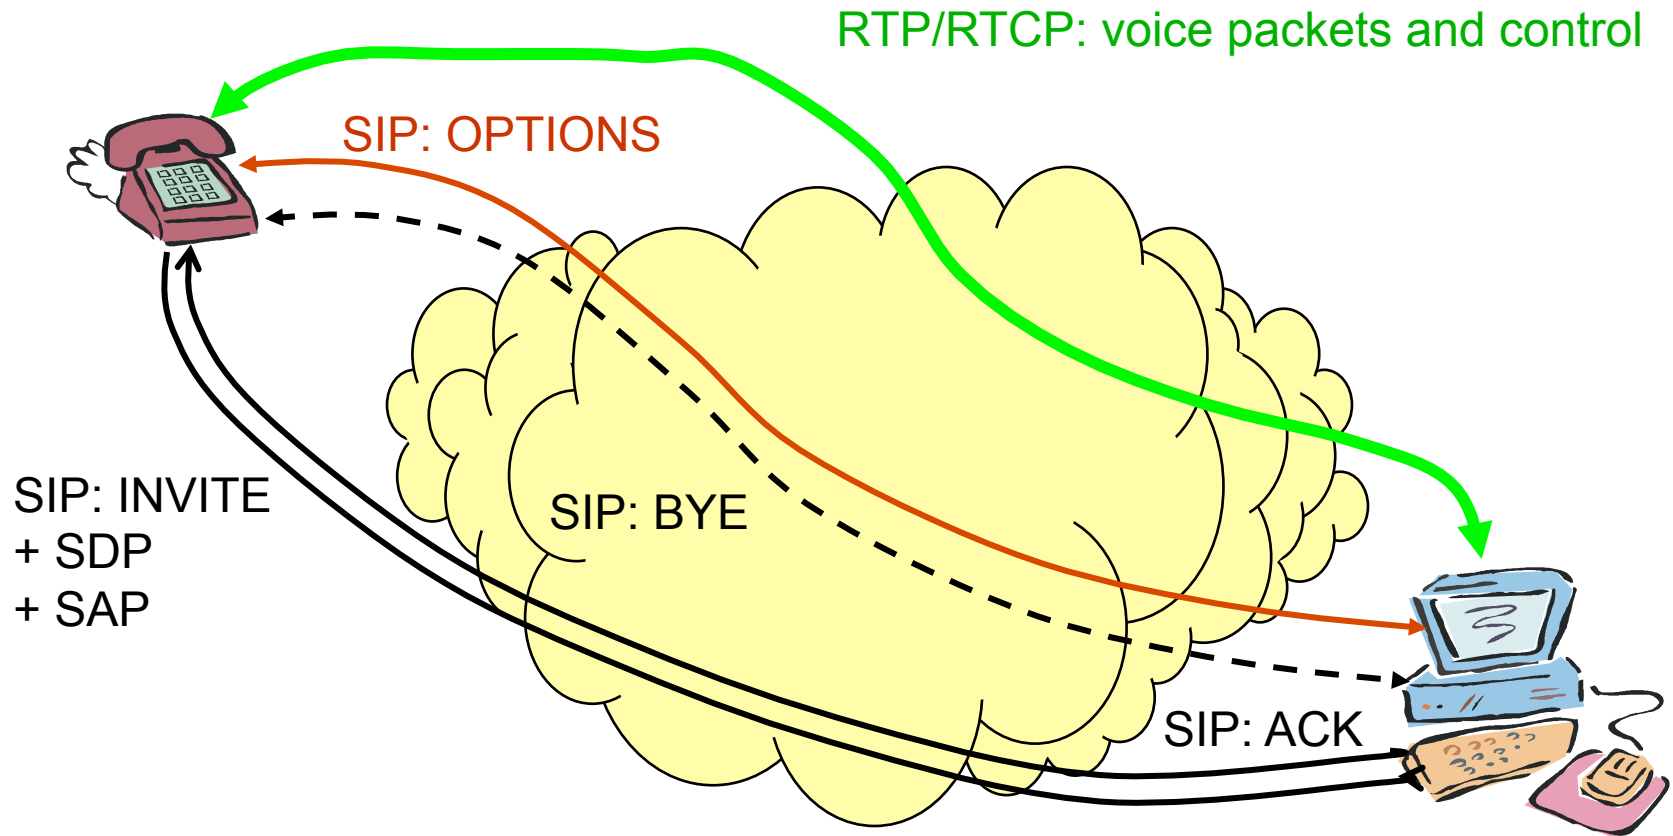 RTP/RTCP: voice packets and control
SIP: OPTIONS
SIP: INVITE
+ SDP
+ SAP
SIP: BYE
SIP: ACK